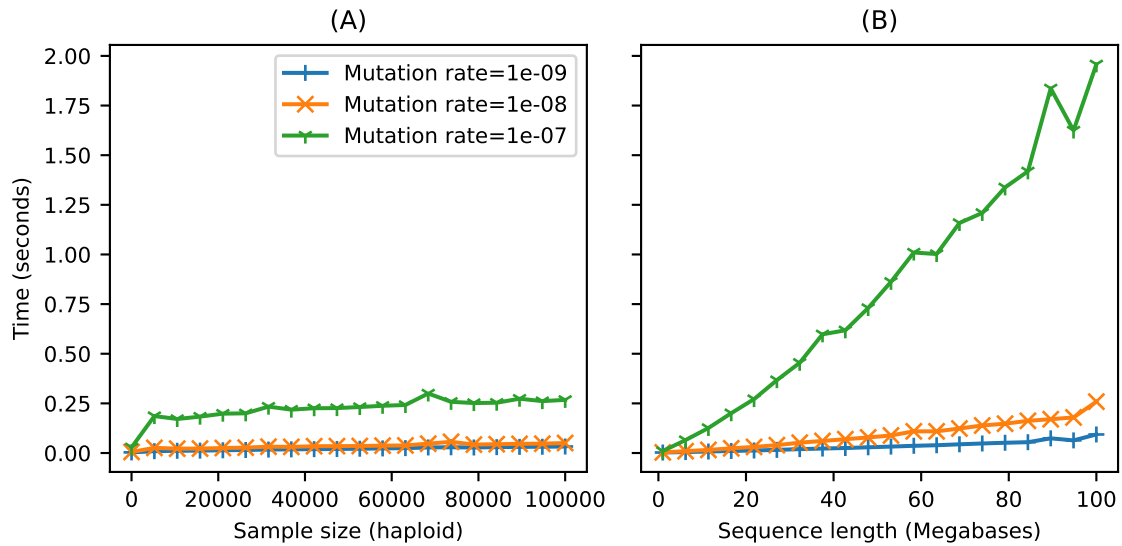 (A)
(B)
Mutation rate=1e-09
Mutation rate=1e-08
Mutation rate=1e-07
Time (seconds)
2.00
1.75
1.50
1.25
1.00
0.75
0.50
0.25
0.00
0 20000 40000 60000 80000 100000
Sample size (haploid)
0 20 40 60 80 100
Sequence length (Megabases)